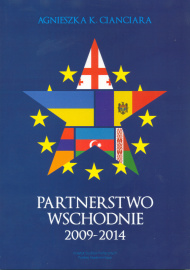 AGNIESZKA K. CIANCIARA
PARTNERSTWO
WSCHODNIE
2009-2014